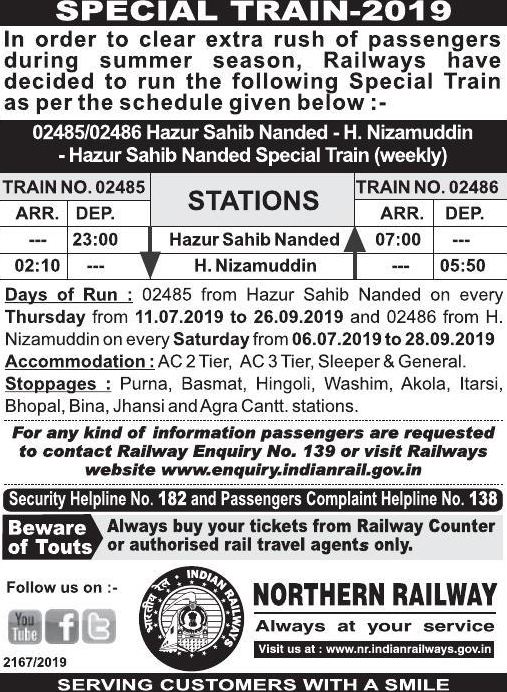 SPECIAL TRAIN-2019
In order to clear extra rush of passengers
during summer season, Railways have
decided to run the following Special Train
as per the schedule given below :-
02485/02486 Hazur Sahib Nanded - H. Nizamuddin
- Hazur Sahib Nanded Special Train (weekly)
TRAIN NO. 02485 STATIONS TRAIN NO. 02486
ARR. DEP. ARR. DEP.
--- 23:00 Hazur Sahib Nanded 07:00 ---
02:10 --- H. Nizamuddin --- 05:50
Days of Run : 02485 from Hazur Sahib Nanded on every
Thursday from 11.07.2019 to 26.09.2019 and 02486 from H.
Nizamuddin on every Saturday from 06.07.2019 to 28.09.2019
Accommodation : AC 2 Tier, AC 3 Tier, Sleeper & General.
Stoppages : Purna, Basmat, Hingoli, Washim, Akola, Itarsi,
Bhopal, Bina, Jhansi and Agra Cantt. stations.
For any kind of information passengers are requested
to contact Railway Enquiry No. 139 or visit Railways
website www.enquiry.indianrail.gov.in
Security Helpline No. 182 and Passengers Complaint Helpline No. 138
Beware
of Touts
Always buy your tickets from Railway Counter
or authorised rail travel agents only.
Follow us on :-
You
Tube
f
t
2167/2019
भारतीय रेल
INDIAN RAILWAYS
NORTHERN RAILWAY
Always at your service
Visit us at : www.nr.indianrailways.gov.in
SERVING CUSTOMERS WITH A SMILE